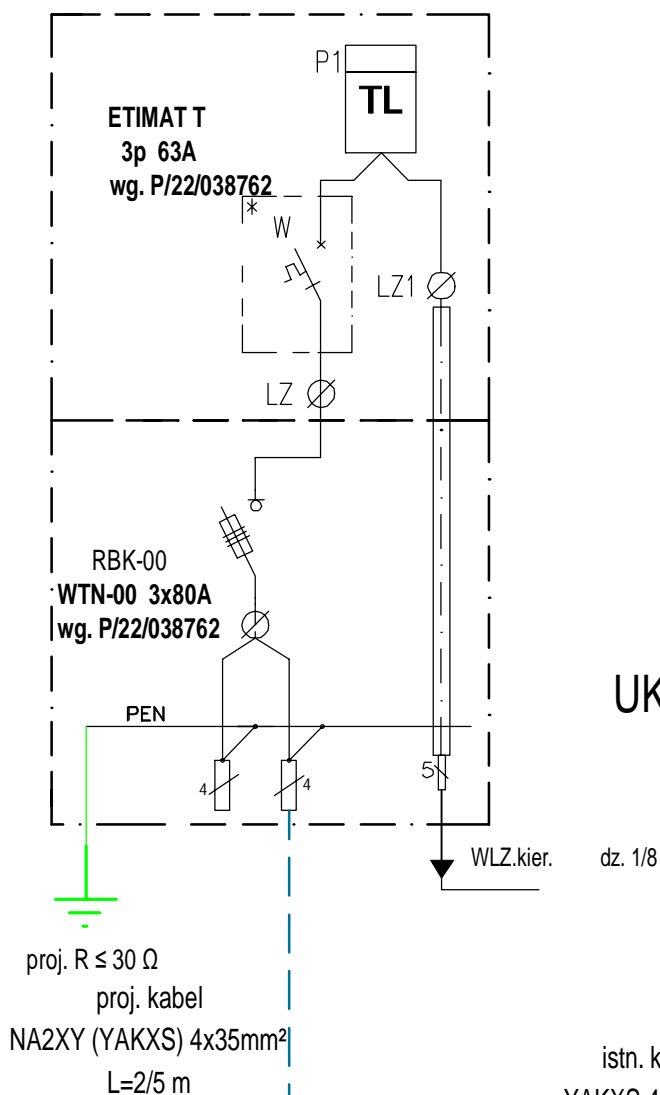 P1
TL
ETIMAT T
3p 63A
wg. P/22/038762
*
W
LZ1
LZ
RBK-00
WTN-00 3x80A
wg. P/22/038762
PEN
UK
4
4
5
WLZ.kier. dz. 1/8
proj. R ≤ 30 Ω
proj. kabel
NA2XY (YAKXS) 4x35mm²
L=2/5 m
istn. k
YAKXS 4